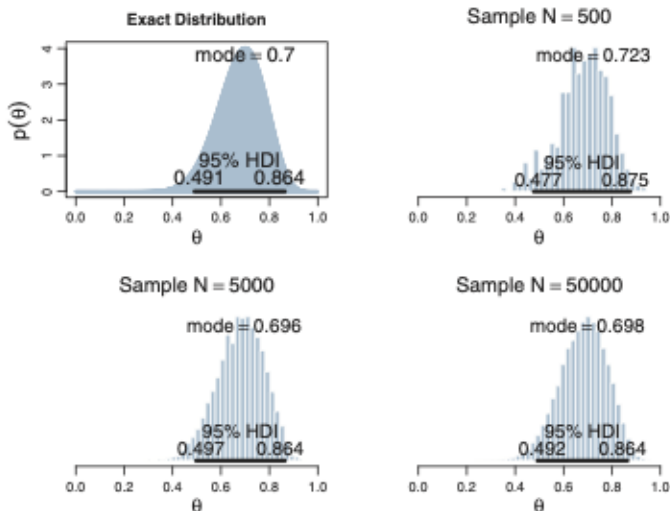 Exact Distribution
mode = 0.7
95% HDI
0.491 0.864
p(θ)
0 1 2 3 4
0.0 0.2 0.4 0.6 0.8 1.0
θ
Sample N = 500
mode = 0.723
95% HDI
0.477 0.875
0.0 0.2 0.4 0.6 0.8 1.0
θ
Sample N = 5000
mode = 0.696
95% HDI
0.497 0.864
0.0 0.2 0.4 0.6 0.8 1.0
θ
Sample N = 50000
mode = 0.698
95% HDI
0.492 0.864
0.0 0.2 0.4 0.6 0.8 1.0
θ